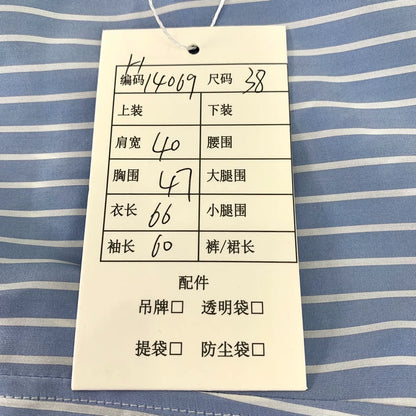 编码 H14069 尺码 38
上装 下装
肩宽 40 腰围
胸围 47 大腿围
衣长 66 小腿围
袖长 60 裤/裙长
配件
吊牌□ 透明袋□
提袋□ 防尘袋□